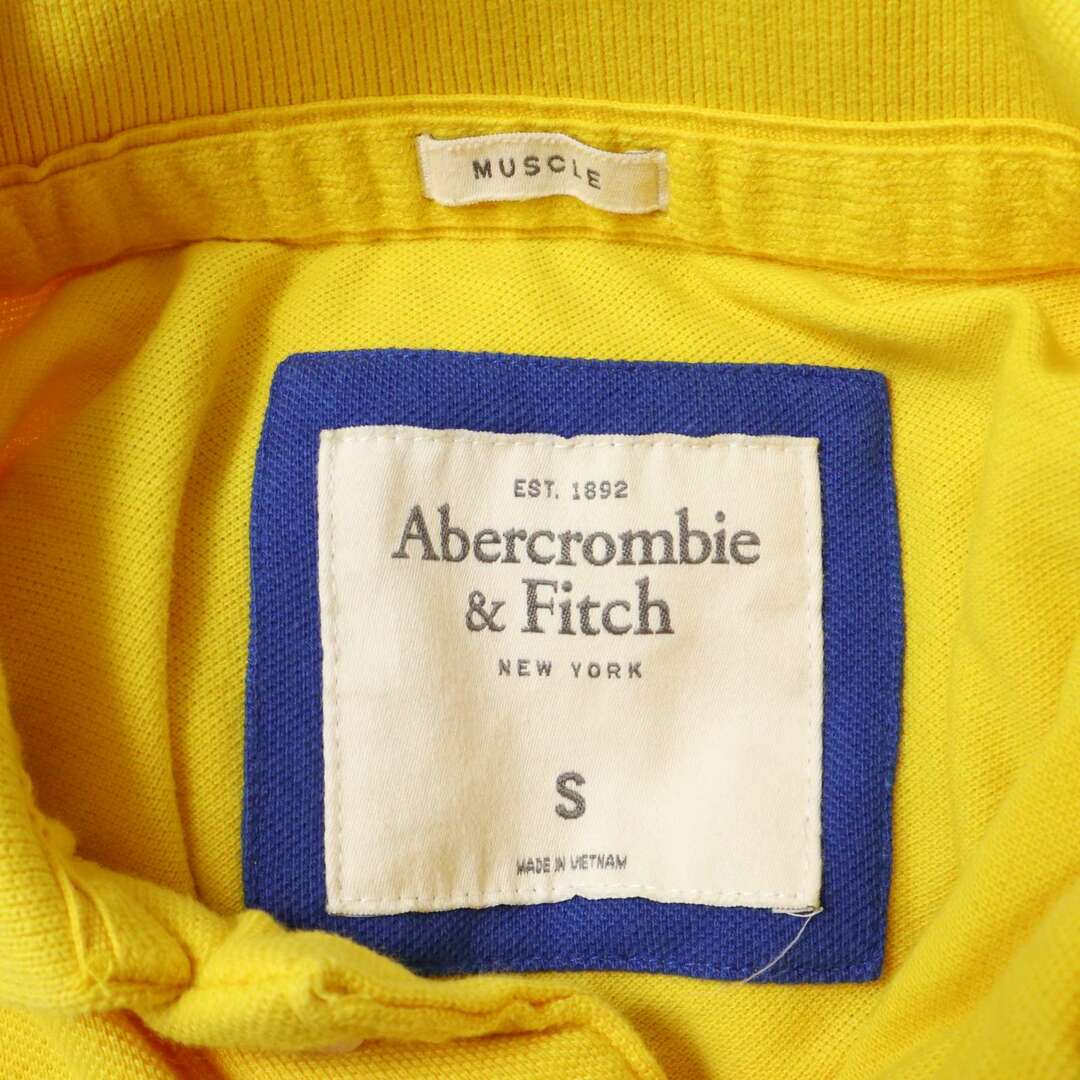 MUSCLE
EST. 1892
Abercrombie
& Fitch
NEW YORK
S
MADE IN VIETNAM